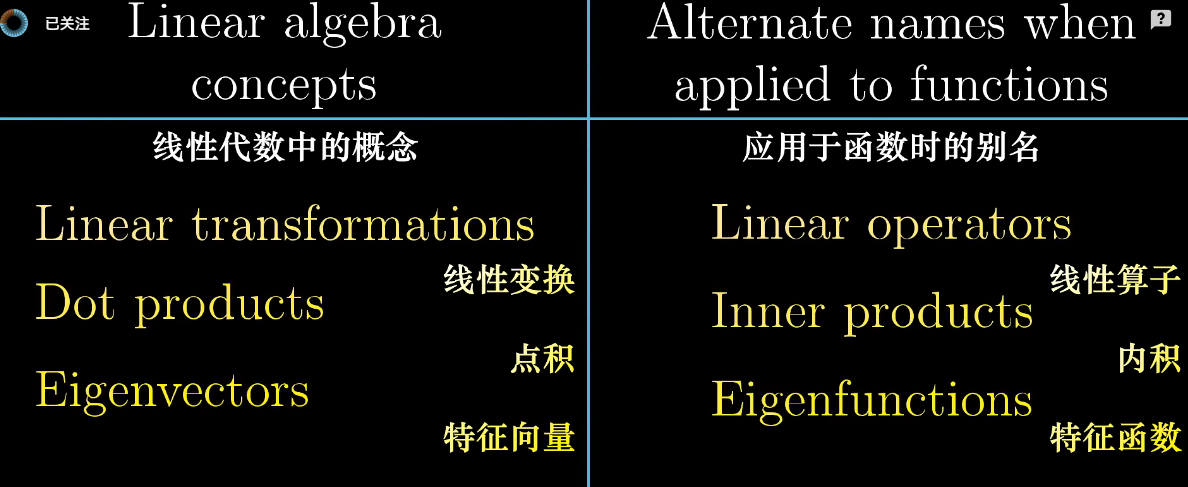 已关注
Linear algebra
concepts
线性代数中的概念
Linear transformations
线性变换
Dot products
点积
Eigenvectors
特征向量
Alternate names when
applied to functions
?
应用于函数时的别名
Linear operators
线性算子
Inner products
内积
Eigenfunctions
特征函数